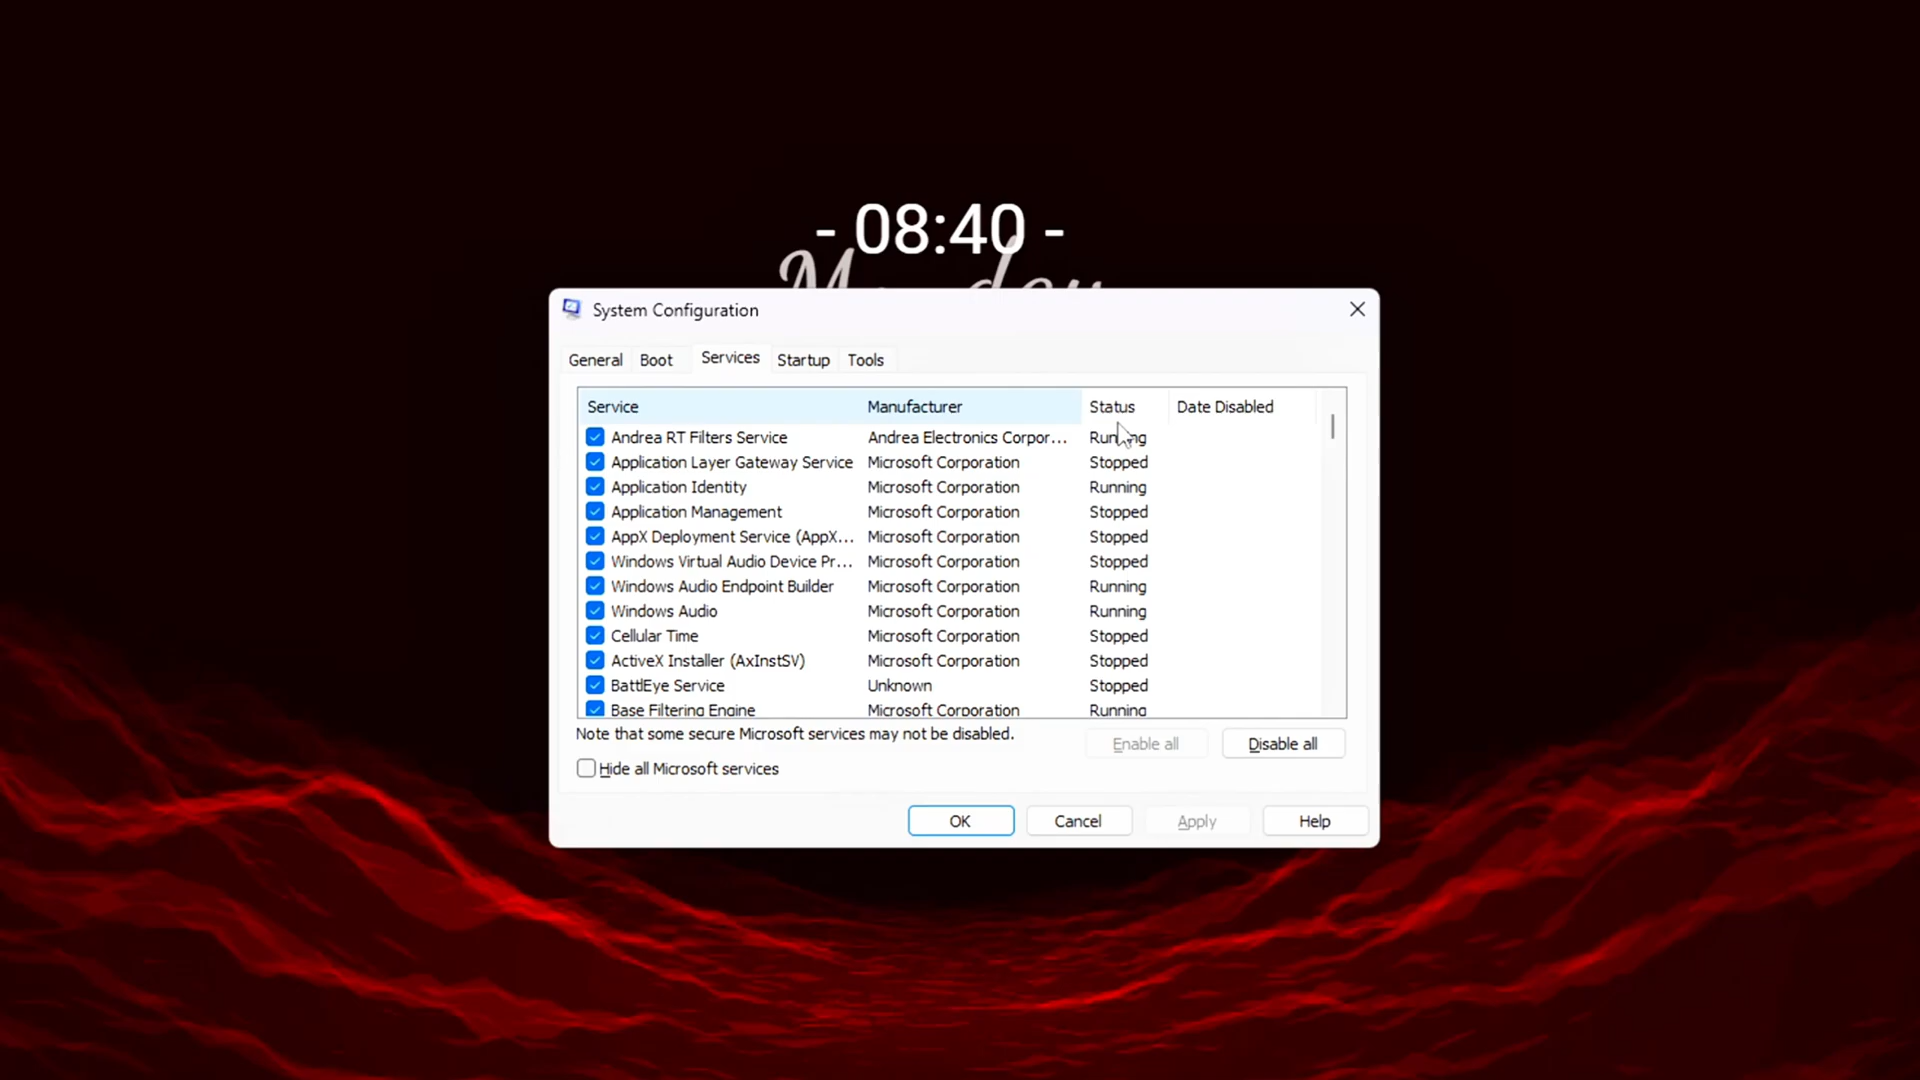 - 08:40 -
System Configuration
General Boot Services Startup Tools
Service Manufacturer Status Date Disabled
Andrea RT Filters Service Andrea Electronics Corpor... Running
Application Layer Gateway Service Microsoft Corporation Stopped
Application Identity Microsoft Corporation Running
Application Management Microsoft Corporation Stopped
AppX Deployment Service (AppX... Microsoft Corporation Stopped
Windows Virtual Audio Device Pr... Microsoft Corporation Stopped
Windows Audio Endpoint Builder Microsoft Corporation Running
Windows Audio Microsoft Corporation Running
Cellular Time Microsoft Corporation Stopped
ActiveX Installer (AxInstSV) Microsoft Corporation Stopped
BattlEye Service Unknown Stopped
Base Filtering Engine Microsoft Corporation Running
Note that some secure Microsoft services may not be disabled.
Enable all Disable all
Hide all Microsoft services
OK Cancel Apply Help